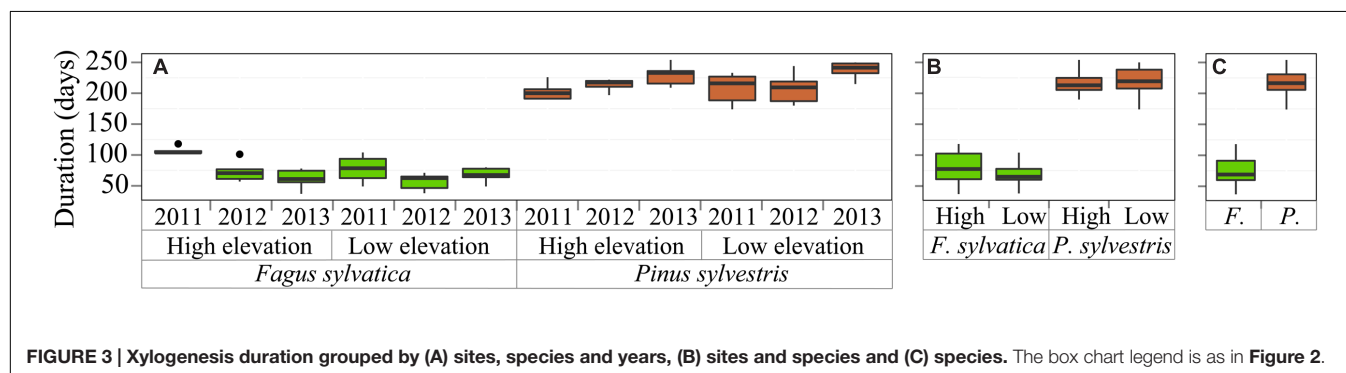 Duration (days)
250
200
150
100
50
A
B
C
2011 2012 2013 2011 2012 2013 2011 2012 2013 2011 2012 2013
High elevation Low elevation High elevation Low elevation
Fagus sylvatica Pinus sylvestris
High Low High Low
F. sylvatica P. sylvestris
F. P.
FIGURE 3 | Xylogenesis duration grouped by (A) sites, species and years, (B) sites and species and (C) species. The box chart legend is as in Figure 2.